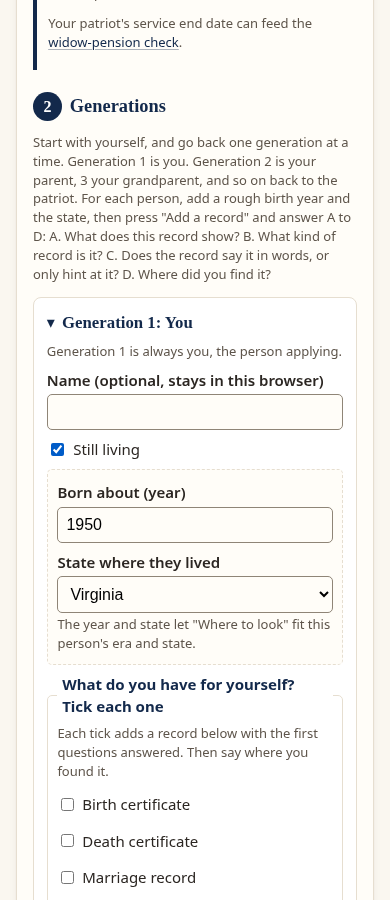 Your patriot's service end date can feed the
widow-pension check.
2 Generations
Start with yourself, and go back one generation at a
time. Generation 1 is you. Generation 2 is your
parent, 3 your grandparent, and so on back to the
patriot. For each person, add a rough birth year and
the state, then press "Add a record" and answer A to
D: A. What does this record show? B. What kind of
record is it? C. Does the record say it in words, or
only hint at it? D. Where did you find it?
▼ Generation 1: You
Generation 1 is always you, the person applying.
Name (optional, stays in this browser)
Still living
Born about (year)
1950
State where they lived
Virginia
The year and state let "Where to look" fit this
person's era and state.
What do you have for yourself?
Tick each one
Each tick adds a record below with the first
questions answered. Then say where you
found it.
Birth certificate
Death certificate
Marriage record